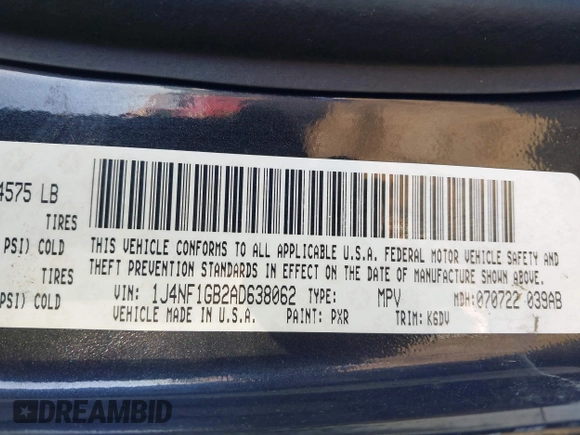 4575 LB
TIRES
PSI) COLD
TIRES
PSI) COLD
THIS VEHICLE CONFORMS TO ALL APPLICABLE U.S.A. FEDERAL MOTOR VEHICLE SAFETY AND
THEFT PREVENTION STANDARDS IN EFFECT ON THE DATE OF MANUFACTURE SHOWN ABOVE.
VIN: 1J4NF1GB2AD638062 TYPE: MPV MDH: 070722 039AB
VEHICLE MADE IN U.S.A. PAINT: PXR TRIM: K6DV
DREAMBID